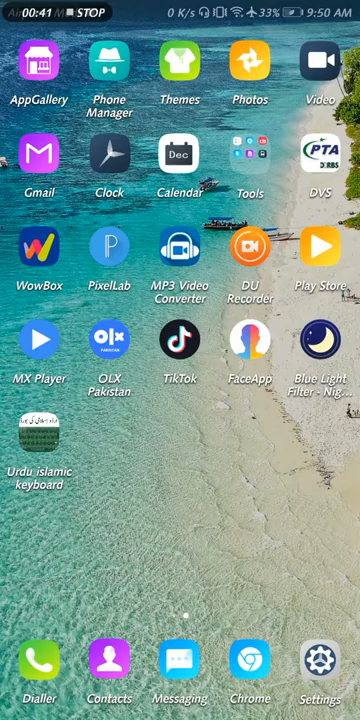 00:41 STOP 0 K/s 33% 9:50 AM
AppGallery
Phone Manager
Themes
Photos
Video
Gmail
Dec
Calendar
Clock
Tools
PTA
DIRBS
DVS
WowBox
PixelLab
MP3 Video Converter
DU Recorder
Play Store
MX Player
OLX
PAKISTAN
OLX Pakistan
TikTok
FaceApp
Blue Light Filter - Nig...
Urdu islamic keyboard
Dialler
Contacts
Messaging
Chrome
Settings